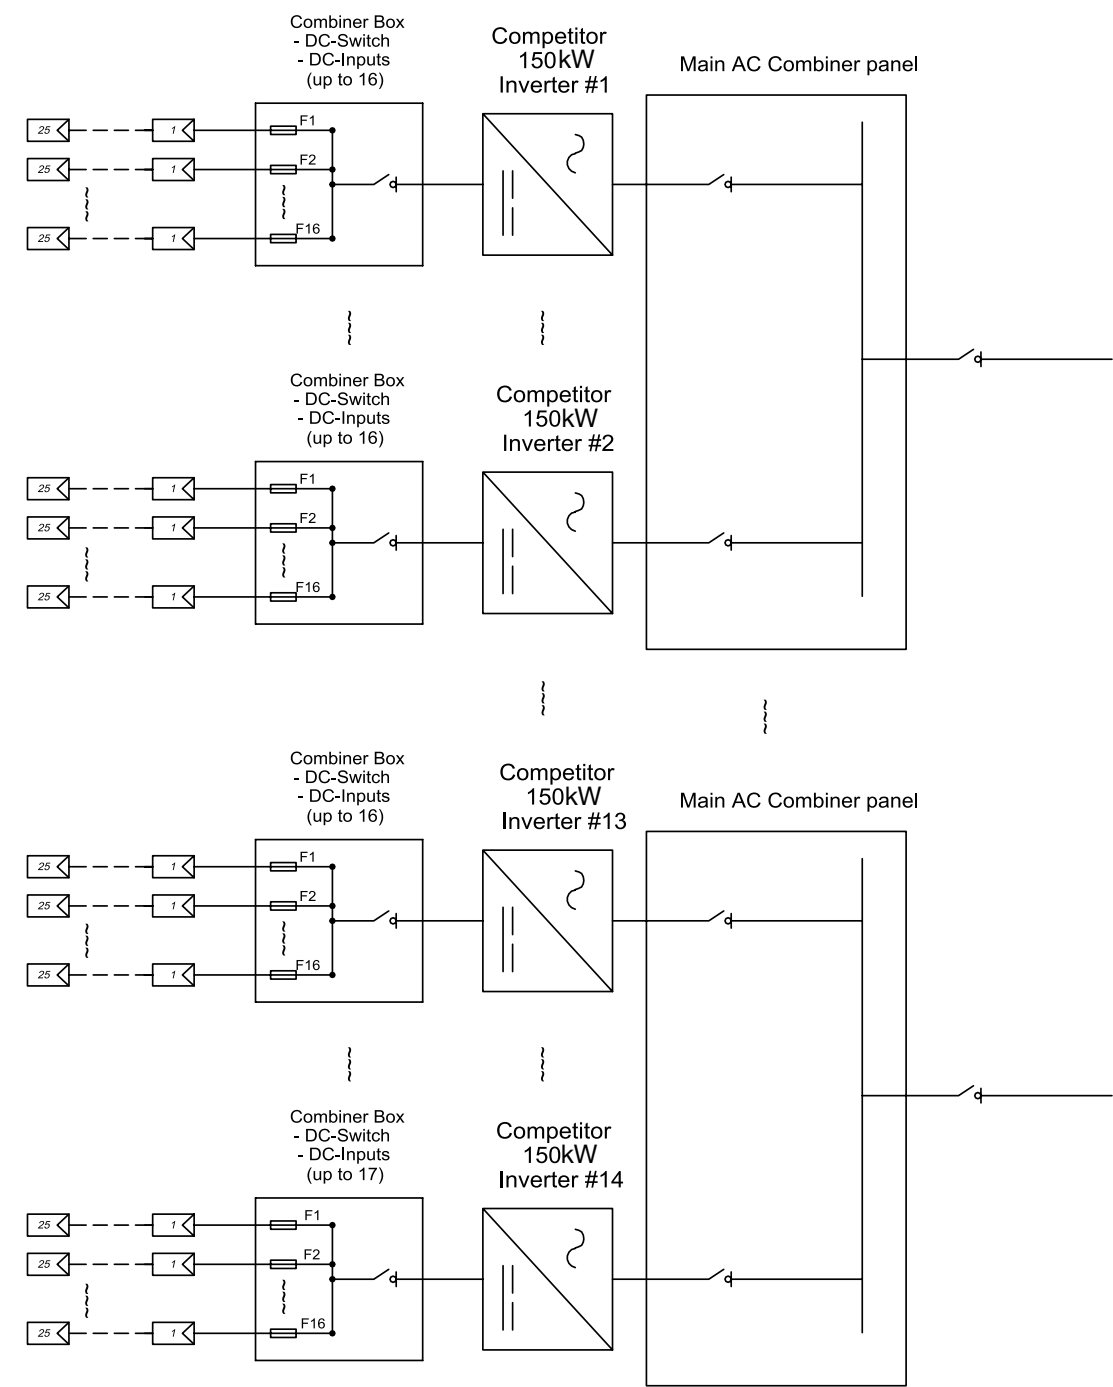 Combiner Box
- DC-Switch
- DC-Inputs
(up to 16)
Competitor
150kW
Inverter #1
Main AC Combiner panel
25 1 F1
25 1 F2
25 1 F16
Combiner Box
- DC-Switch
- DC-Inputs
(up to 16)
Competitor
150kW
Inverter #2
25 1 F1
25 1 F2
25 1 F16
Combiner Box
- DC-Switch
- DC-Inputs
(up to 16)
Competitor
150kW
Inverter #13
Main AC Combiner panel
25 1 F1
25 1 F2
25 1 F16
Combiner Box
- DC-Switch
- DC-Inputs
(up to 17)
Competitor
150kW
Inverter #14
25 1 F1
25 1 F2
25 1 F16